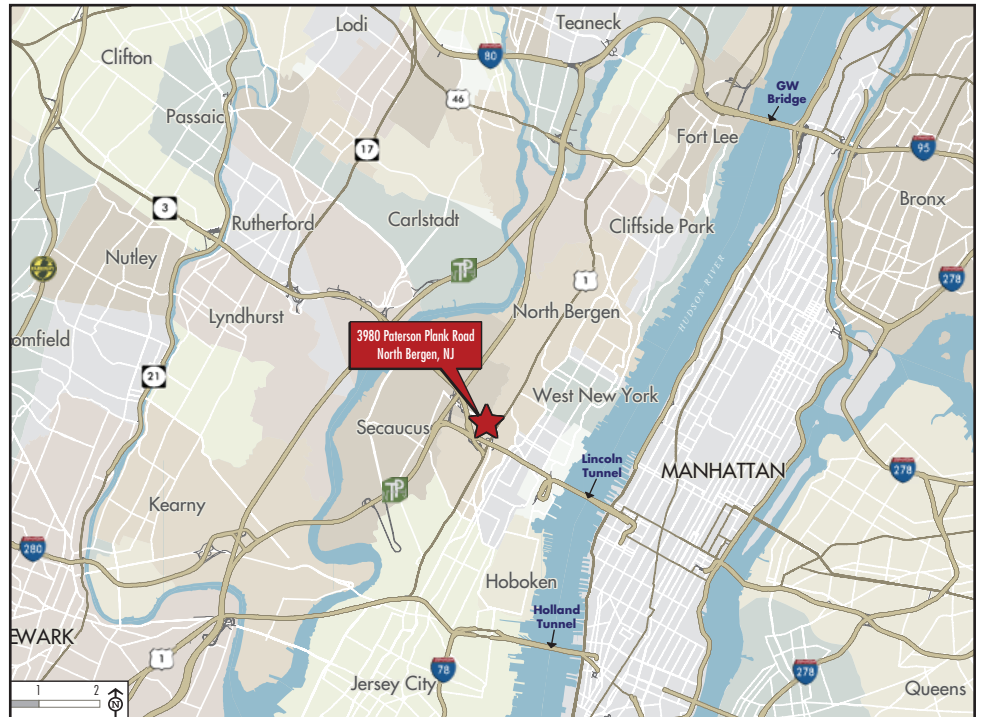 Lodi
Teaneck
Clifton
80
GW
Bridge
46
Passaic
Fort Lee
17
95
Bronx
3
Rutherford
Carlstadt
Cliffside Park
Nutley
TP
278
1
HUDSON RIVER
Lyndhurst
North Bergen
omfield
3980 Paterson Plank Road
North Bergen, NJ
21
West New York
Secaucus
Lincoln
Tunnel
MANHATTAN
278
TP
Kearny
280
Hoboken
Holland
Tunnel
EWARK
1
78
278
Jersey City
Queens
1 2
N